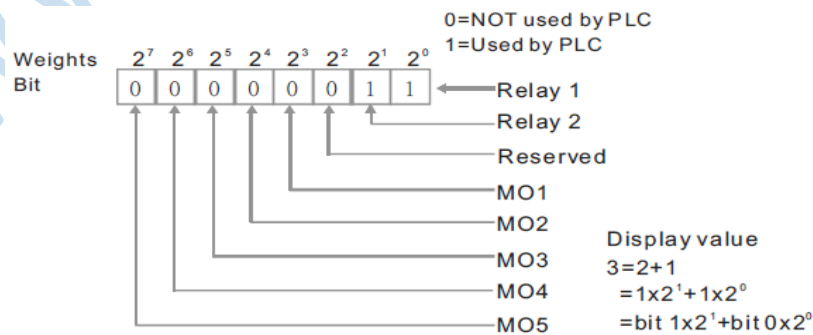 0=NOT used by PLC
1=Used by PLC
Weights 2⁷ 2⁶ 2⁵ 2⁴ 2³ 2² 2¹ 2⁰
Bit 0 0 0 0 0 0 1 1
Relay 1
Relay 2
Reserved
MO1
MO2
MO3
MO4
MO5
Display value
3=2+1
=1x2¹+1x2⁰
=bit 1x2¹+bit 0x2⁰